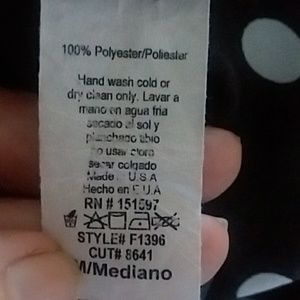 100% Polyester/Poliester
Hand wash cold or
dry clean only. Lavar a
mano en agua fria
secado al sol y
planchado tibio
no usar cloro
secar colgado
Made in U.S.A
Hecho en E.U.A
RN # 151597
STYLE# F1396
CUT# 8641
M/Mediano